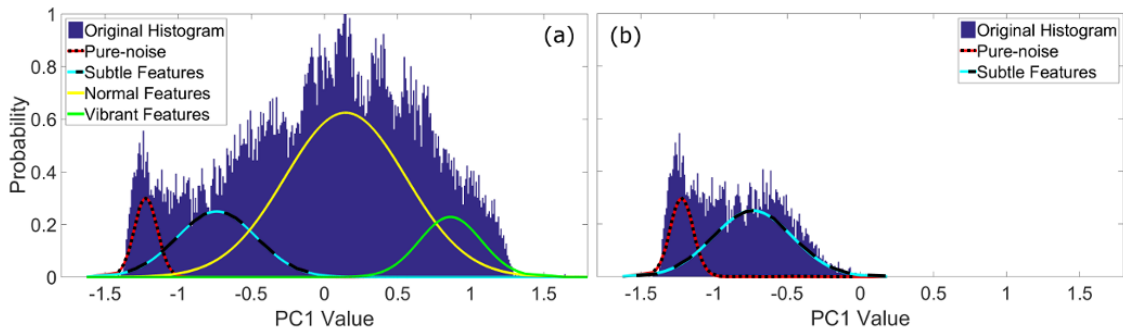 Original Histogram
Pure-noise
Subtle Features
Normal Features
Vibrant Features
(a)
Probability
1
0.8
0.6
0.4
0.2
0
-1.5 -1 -0.5 0 0.5 1 1.5
PC1 Value
(b)
Original Histogram
Pure-noise
Subtle Features
-1.5 -1 -0.5 0 0.5 1 1.5
PC1 Value